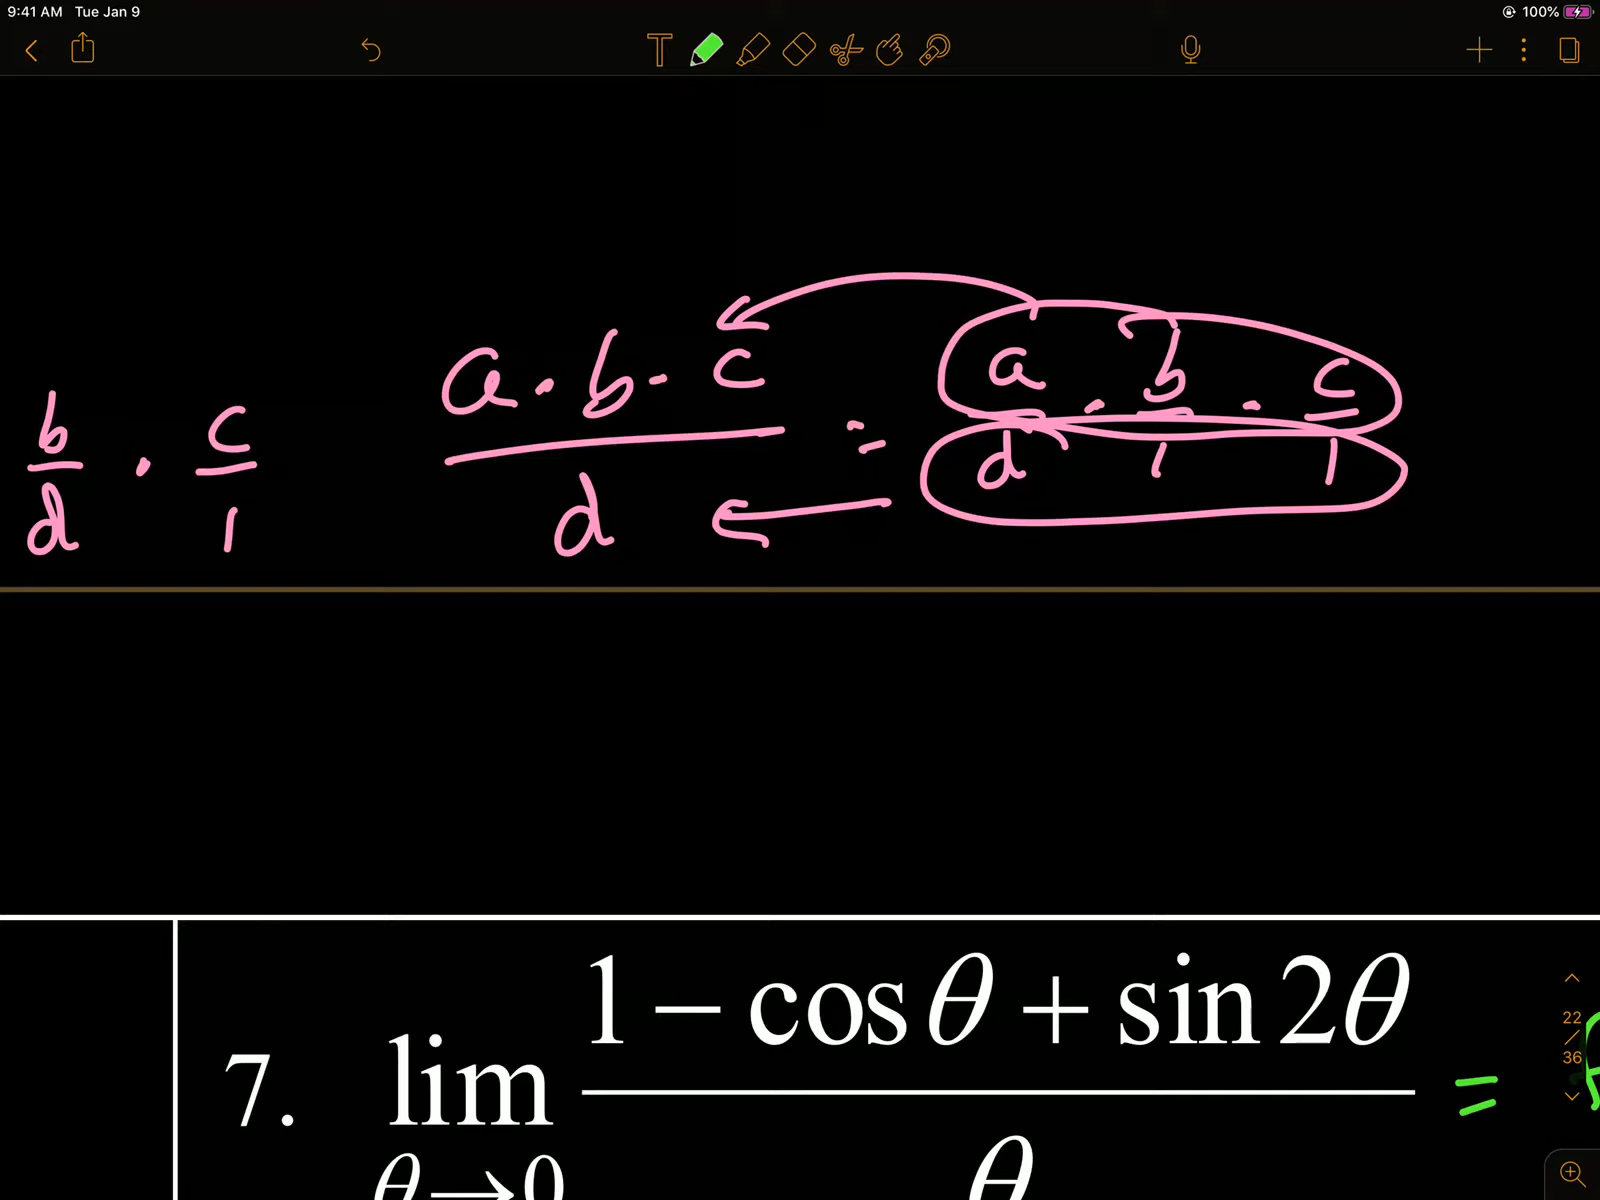 9:41 AM Tue Jan 9 100%
b/d · c/1 a · b · c / d = a/d · b/1 · c/1
7. lim θ→0 1 − cos θ + sin 2θ / θ =
22
/
36